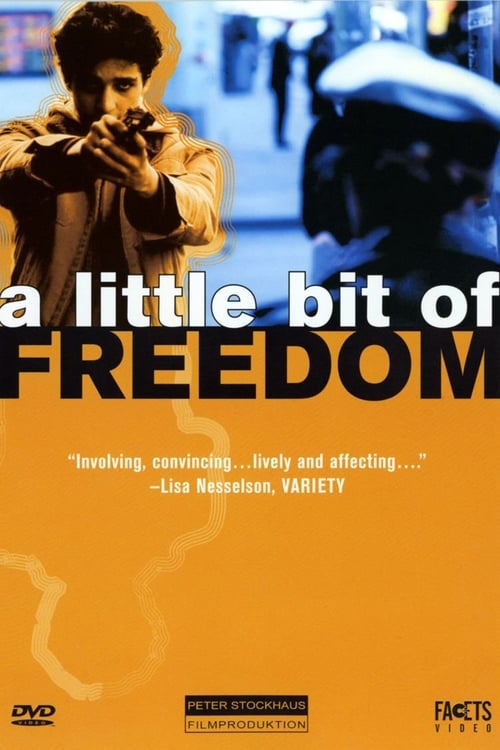 a little bit of
FREEDOM
“Involving, convincing...lively and affecting....”
–Lisa Nesselson, VARIETY
DVD
VIDEO
PETER STOCKHAUS
FILMPRODUKTION
FACETS
VIDEO